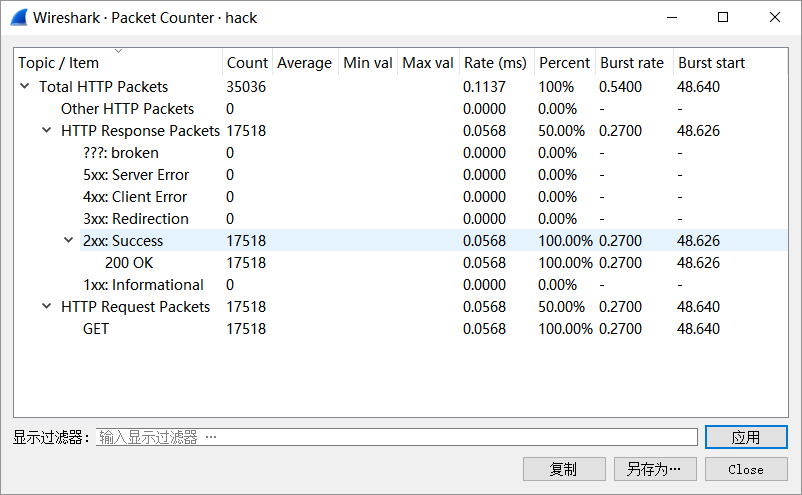 Wireshark · Packet Counter · hack
Topic / Item Count Average Min val Max val Rate (ms) Percent Burst rate Burst start
Total HTTP Packets 35036 0.1137 100% 0.5400 48.640
Other HTTP Packets 0 0.0000 0.00% - -
HTTP Response Packets 17518 0.0568 50.00% 0.2700 48.626
???: broken 0 0.0000 0.00% - -
5xx: Server Error 0 0.0000 0.00% - -
4xx: Client Error 0 0.0000 0.00% - -
3xx: Redirection 0 0.0000 0.00% - -
2xx: Success 17518 0.0568 100.00% 0.2700 48.626
200 OK 17518 0.0568 100.00% 0.2700 48.626
1xx: Informational 0 0.0000 0.00% - -
HTTP Request Packets 17518 0.0568 50.00% 0.2700 48.640
GET 17518 0.0568 100.00% 0.2700 48.640
显示过滤器: 输入显示过滤器 … 应用
复制 另存为… Close